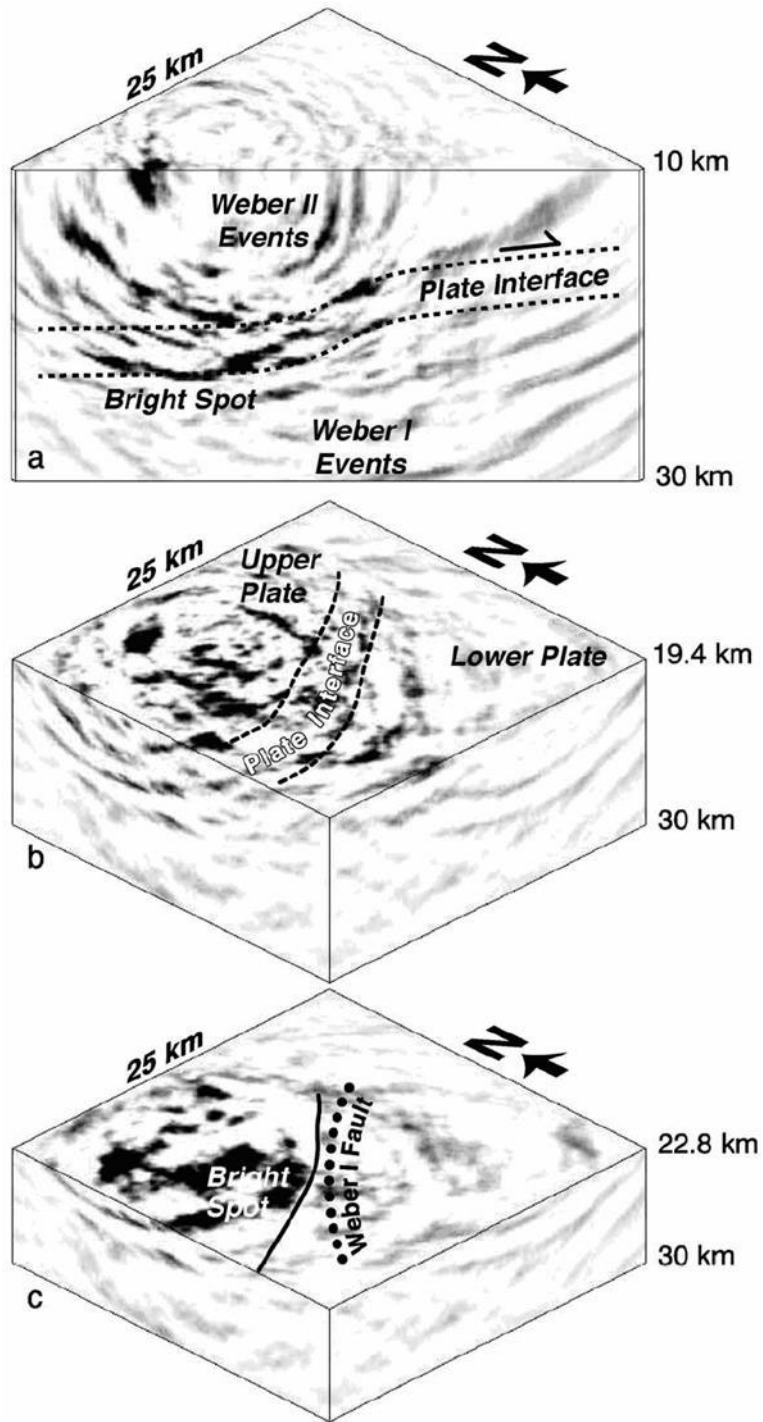 25 km
N
10 km
Weber II
Events
Plate Interface
Bright Spot
Weber I
Events
a
30 km
25 km
N
Upper
Plate
Plate Interface
Lower Plate
19.4 km
30 km
b
25 km
N
22.8 km
Bright
Spot
Weber I Fault
30 km
c